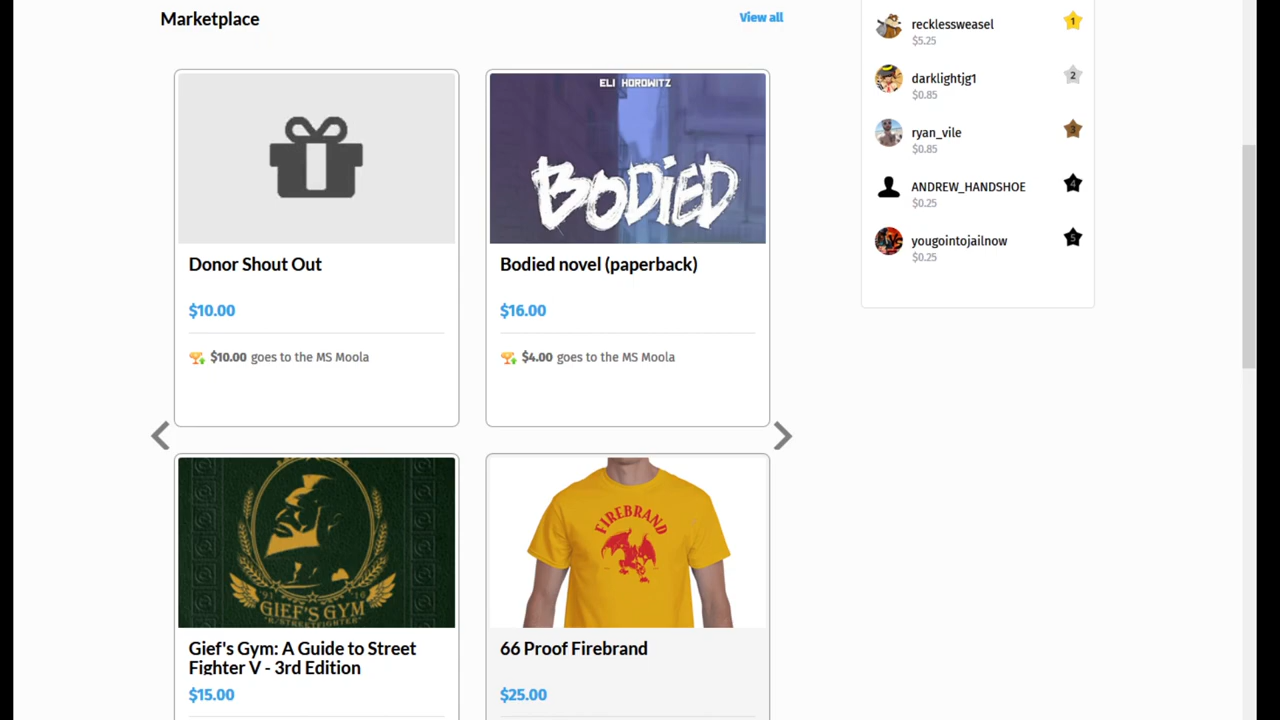 Marketplace
View all
Donor Shout Out
$10.00
$10.00 goes to the MS Moola
ELI HOROWITZ
BODIED
Bodied novel (paperback)
$16.00
$4.00 goes to the MS Moola
'91 '16
GIEF'S GYM
R/STREETFIGHTER
Gief's Gym: A Guide to Street
Fighter V - 3rd Edition
$15.00
FIREBRAND
66 Proof Firebrand
$25.00
recklessweasel
$5.25
1
darklightjg1
$0.85
2
ryan_vile
$0.85
3
ANDREW_HANDSHOE
$0.25
4
yougointojailnow
$0.25
5